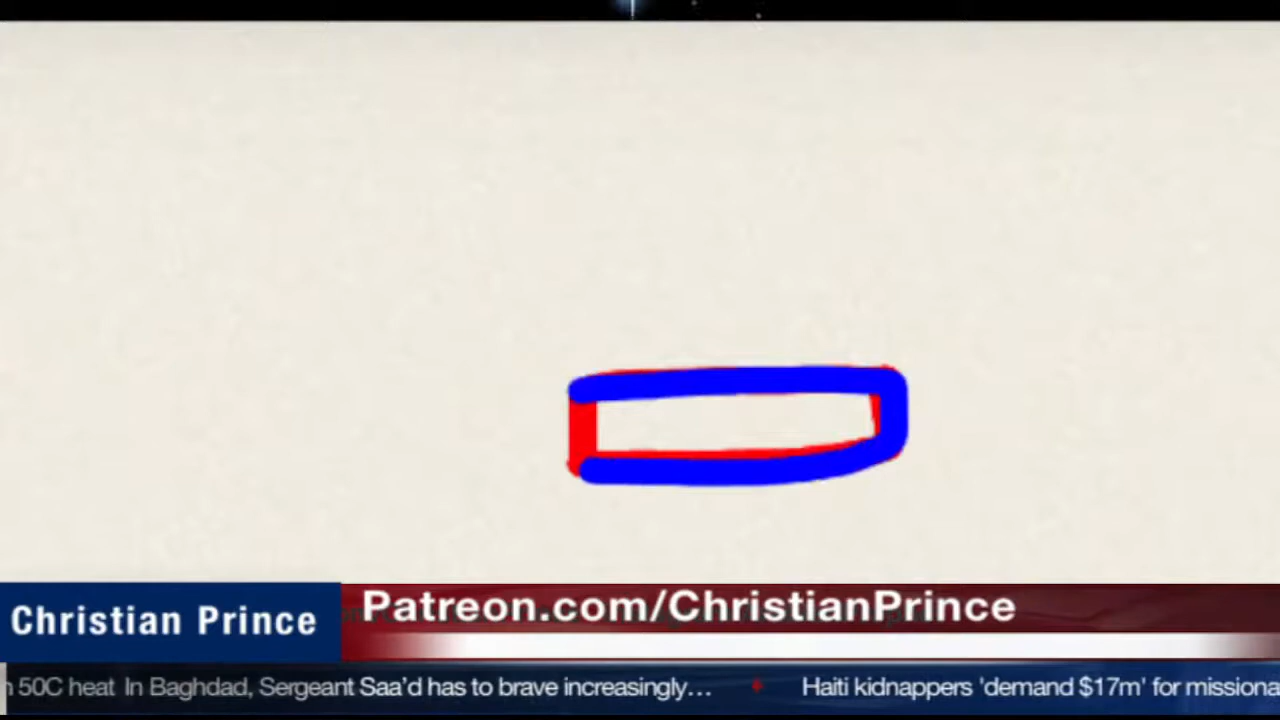 Patreon.com/ChristianPrince
Christian Prince
50C heat In Baghdad, Sergeant Saa'd has to brave increasingly… Haiti kidnappers 'demand $17m' for